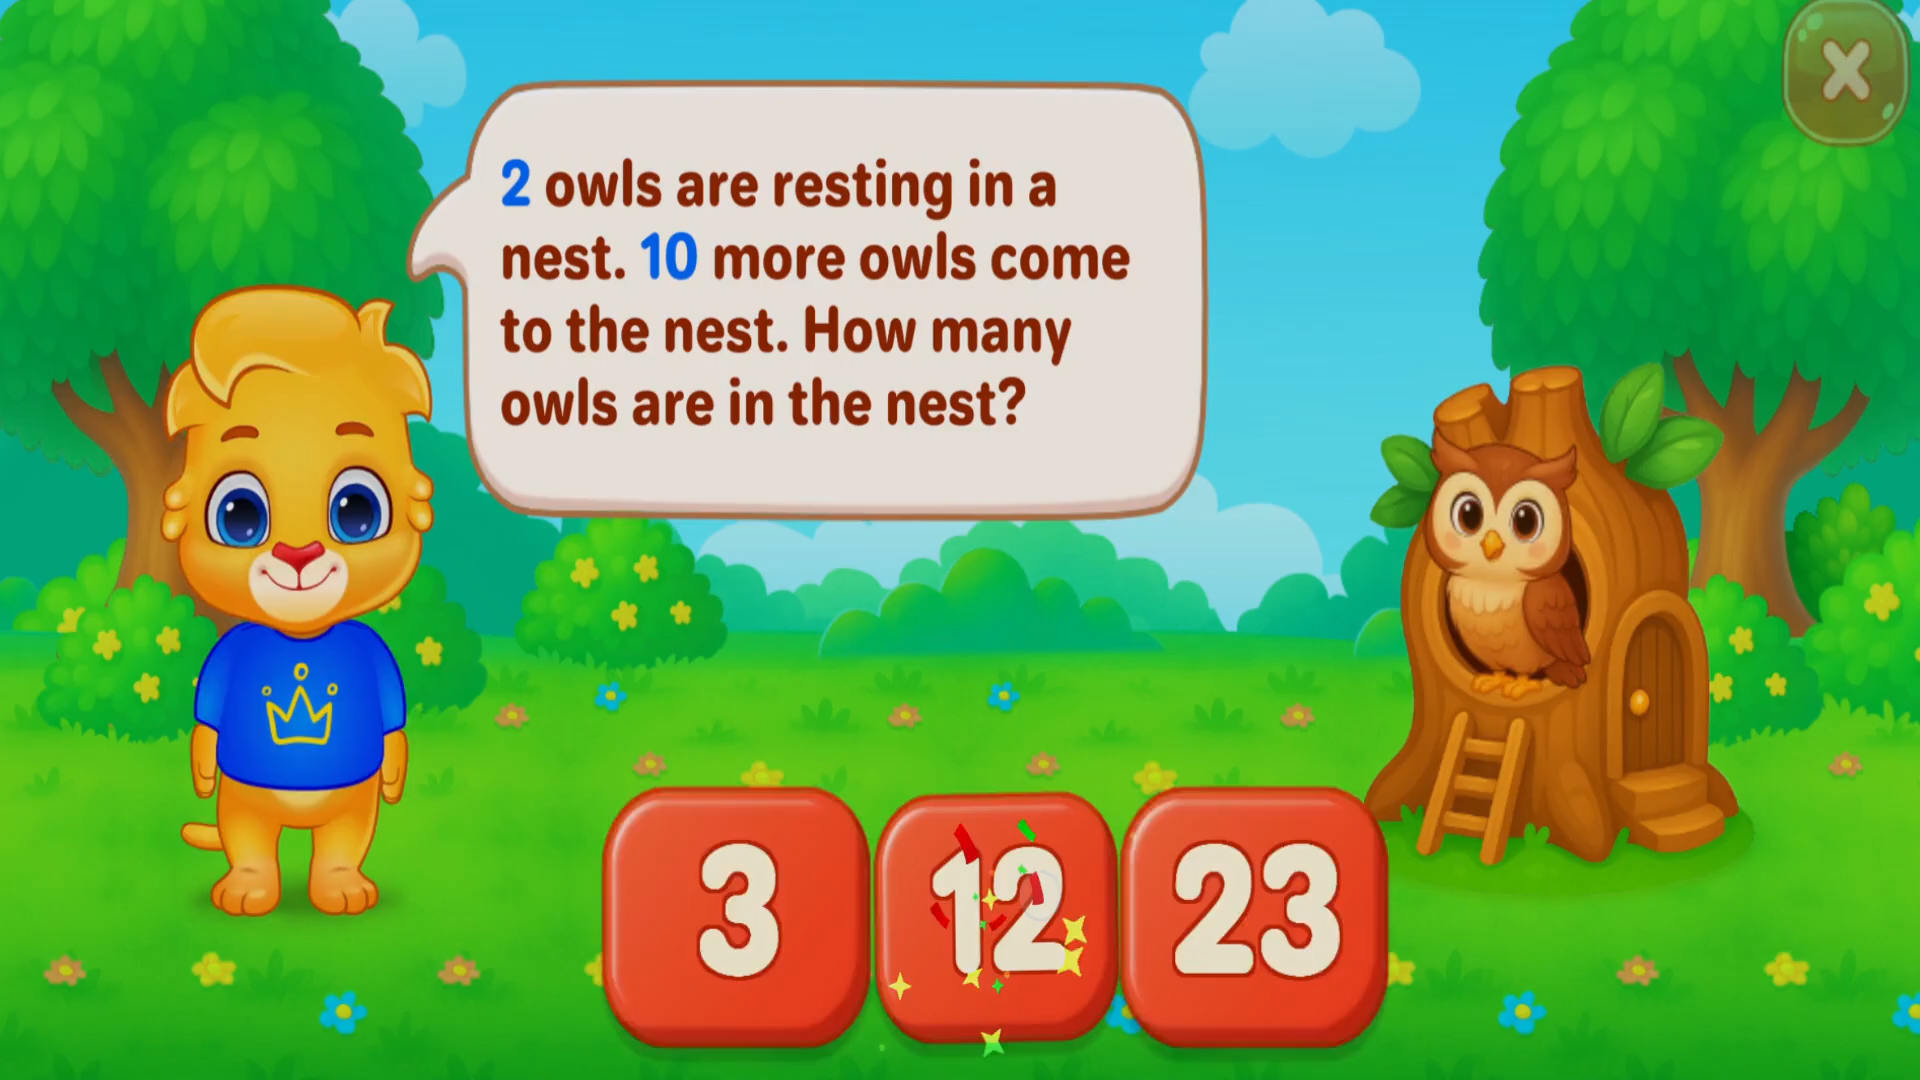 2 owls are resting in a
nest. 10 more owls come
to the nest. How many
owls are in the nest?
3
12
23